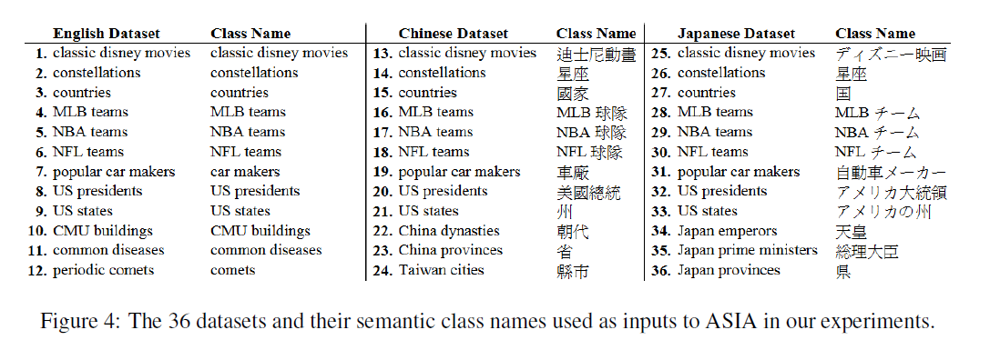 English Dataset Class Name Chinese Dataset Class Name Japanese Dataset Class Name
1. classic disney movies classic disney movies 13. classic disney movies 迪士尼動畫 25. classic disney movies ディズニー映画
2. constellations constellations 14. constellations 星座 26. constellations 星座
3. countries countries 15. countries 國家 27. countries 国
4. MLB teams MLB teams 16. MLB teams MLB 球隊 28. MLB teams MLB チーム
5. NBA teams NBA teams 17. NBA teams NBA 球隊 29. NBA teams NBA チーム
6. NFL teams NFL teams 18. NFL teams NFL 球隊 30. NFL teams NFL チーム
7. popular car makers car makers 19. popular car makers 車廠 31. popular car makers 自動車メーカー
8. US presidents US presidents 20. US presidents 美國總統 32. US presidents アメリカ大統領
9. US states US states 21. US states 州 33. US states アメリカの州
10. CMU buildings CMU buildings 22. China dynasties 朝代 34. Japan emperors 天皇
11. common diseases common diseases 23. China provinces 省 35. Japan prime ministers 総理大臣
12. periodic comets comets 24. Taiwan cities 縣市 36. Japan provinces 県
Figure 4: The 36 datasets and their semantic class names used as inputs to ASIA in our experiments.